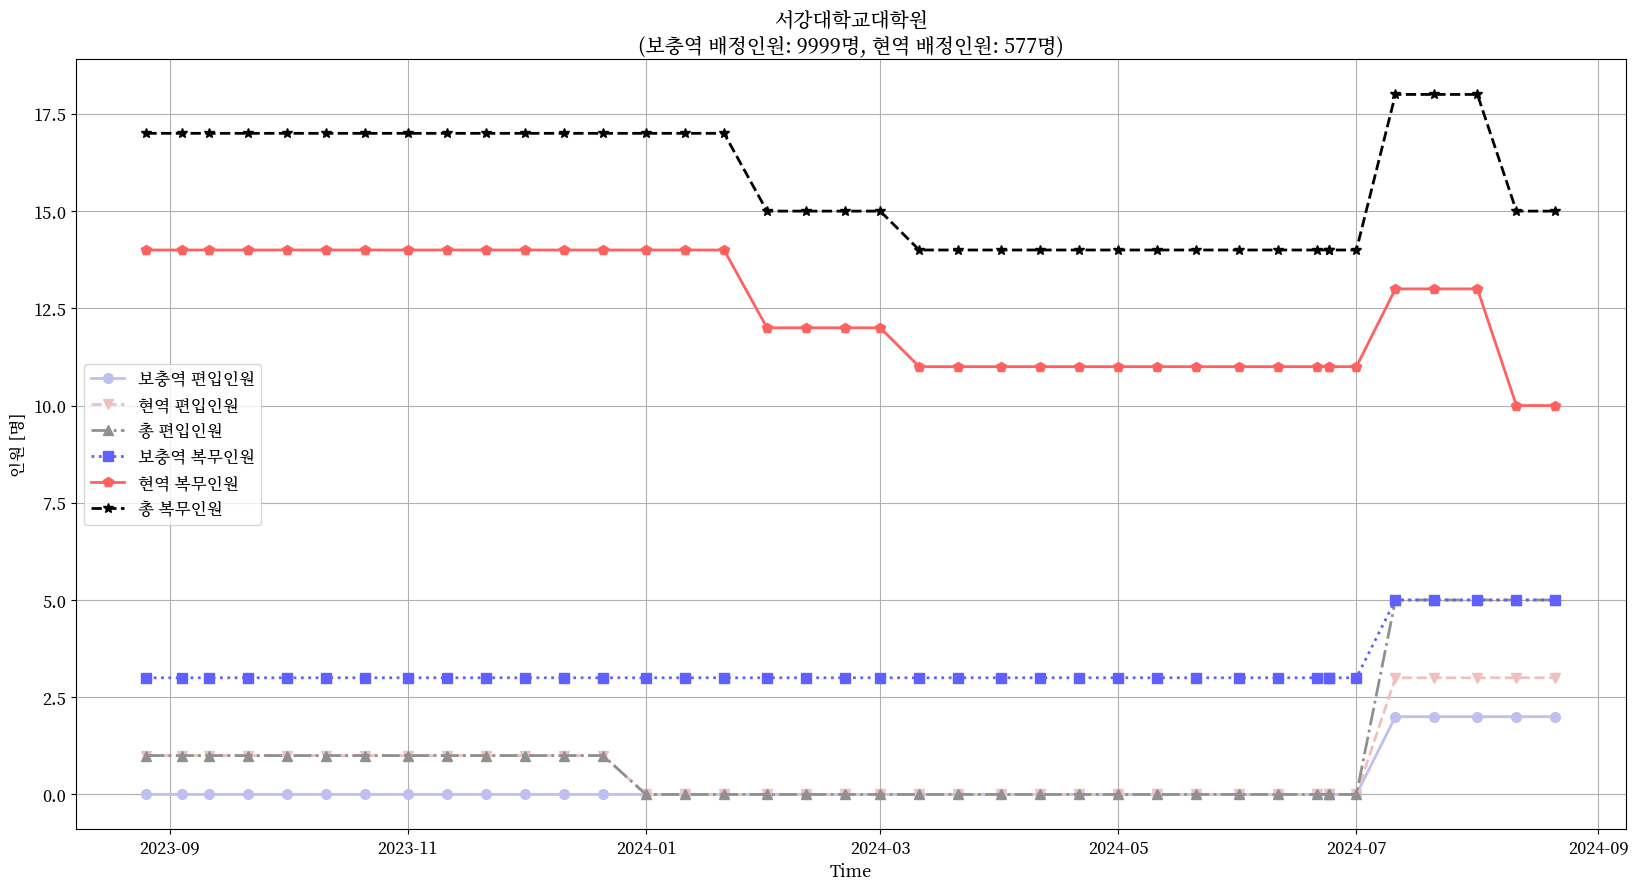 서강대학교대학원
(보충역 배정인원: 9999명, 현역 배정인원: 577명)
17.5
15.0
12.5
10.0
7.5
5.0
2.5
0.0
인원 [명]
보충역 편입인원
현역 편입인원
총 편입인원
보충역 복무인원
현역 복무인원
총 복무인원
2023-09
2023-11
2024-01
2024-03
2024-05
2024-07
2024-09
Time